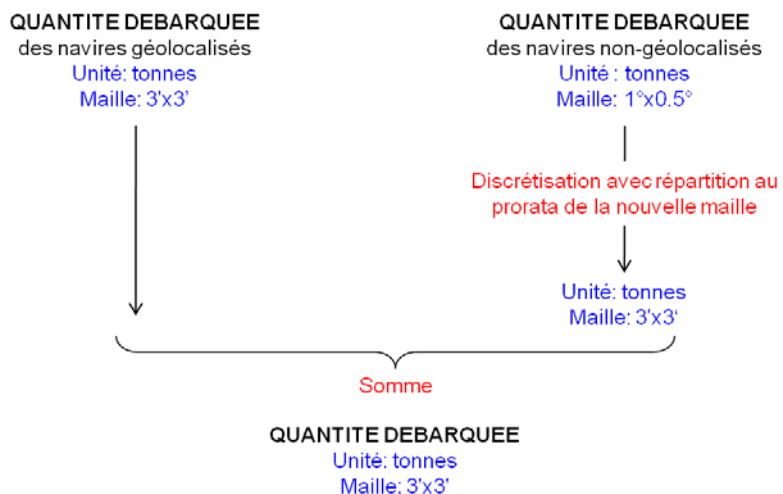 QUANTITE DEBARQUEE
des navires géolocalisés
Unité: tonnes
Maille: 3'x3'
QUANTITE DEBARQUEE
des navires non-géolocalisés
Unité : tonnes
Maille: 1°x0.5°
Discrétisation avec répartition au
prorata de la nouvelle maille
Unité: tonnes
Maille: 3'x3'
Somme
QUANTITE DEBARQUEE
Unité: tonnes
Maille: 3'x3'